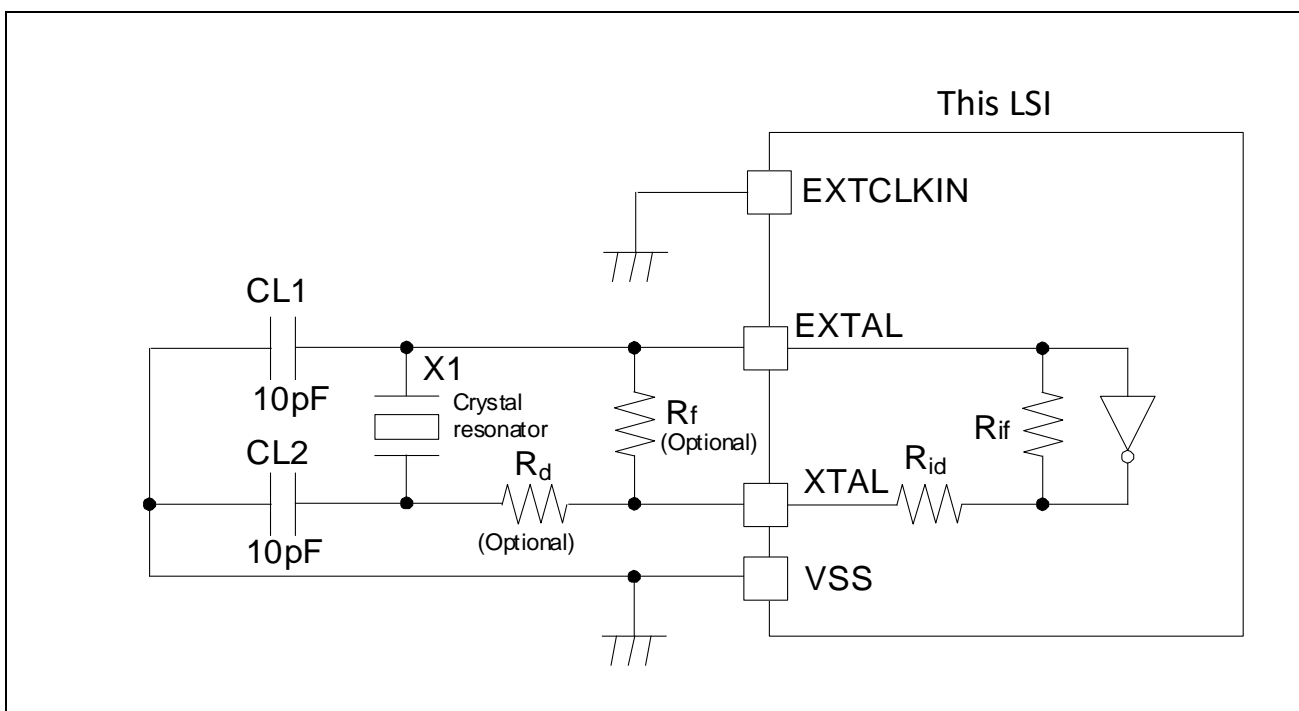 This LSI
EXTCLKIN
CL1
EXTAL
10pF
X1
Crystal
resonator
Rf
(Optional)
Rif
CL2
Rd
XTAL
Rid
10pF
(Optional)
VSS